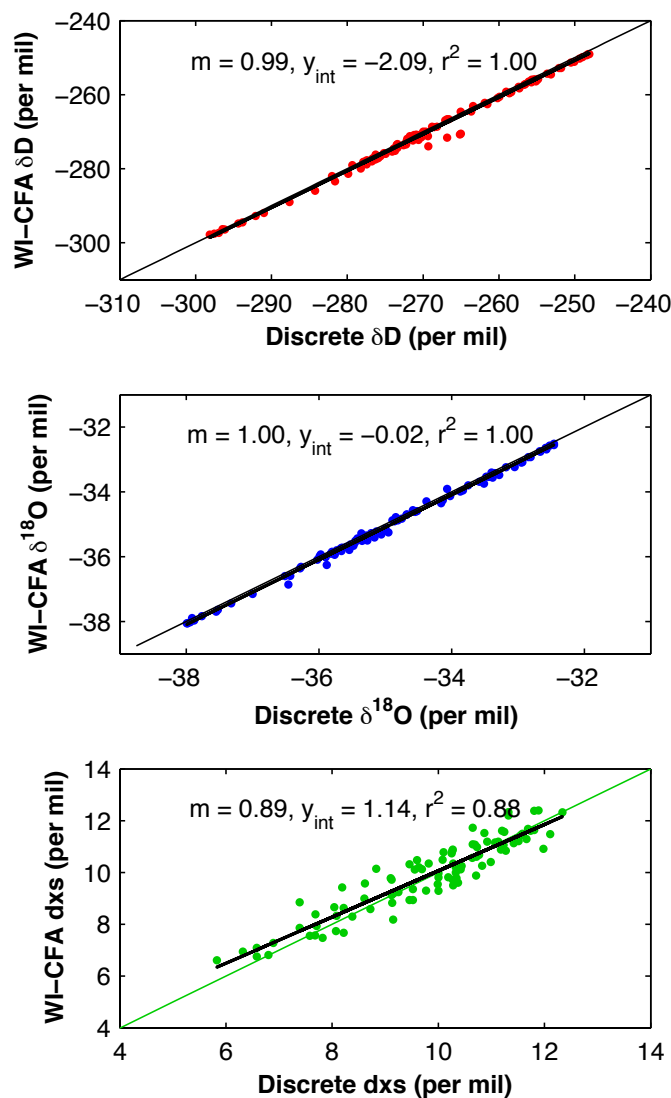 −240
−260
−280
−300
WI−CFA δD (per mil)
m = 0.99, y_int = −2.09, r² = 1.00
−310 −300 −290 −280 −270 −260 −250 −240
Discrete δD (per mil)
−32
−34
−36
−38
WI−CFA δ¹⁸O (per mil)
m = 1.00, y_int = −0.02, r² = 1.00
−38 −36 −34 −32
Discrete δ¹⁸O (per mil)
14
12
10
8
6
4
WI−CFA dxs (per mil)
m = 0.89, y_int = 1.14, r² = 0.88
4 6 8 10 12 14
Discrete dxs (per mil)